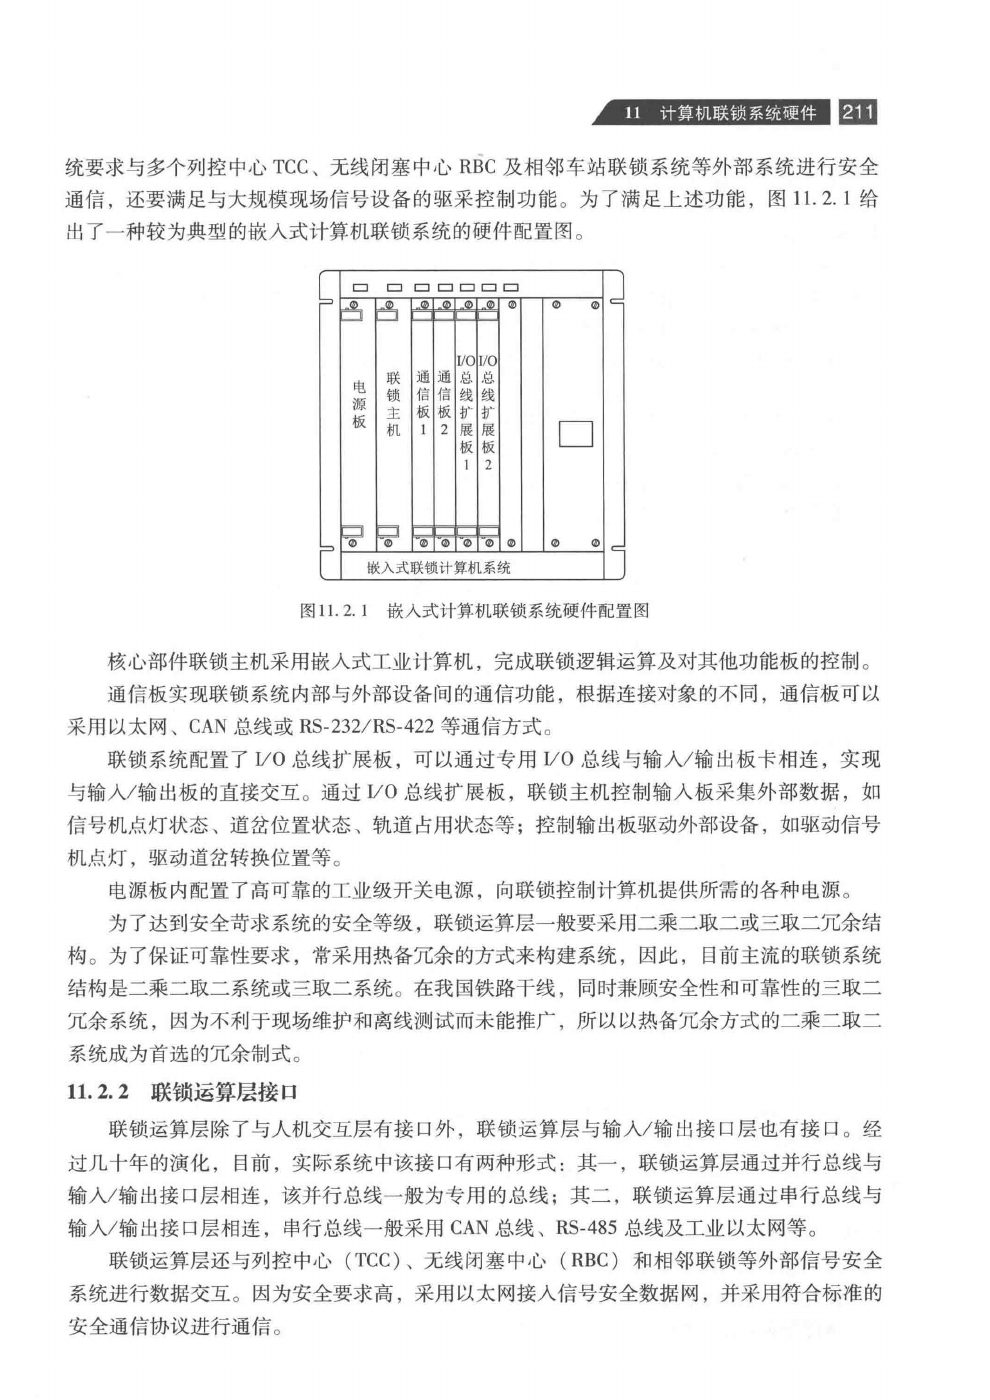 11 计算机联锁系统硬件 211
统要求与多个列控中心 TCC、无线闭塞中心 RBC 及相邻车站联锁系统等外部系统进行安全
通信，还要满足与大规模现场信号设备的驱采控制功能。为了满足上述功能，图 11.2.1 给
出了一种较为典型的嵌入式计算机联锁系统的硬件配置图。
电源板
联锁主机
通信板1
通信板2
I/O总线扩展板1
I/O总线扩展板2
嵌入式联锁计算机系统
图11.2.1 嵌入式计算机联锁系统硬件配置图
核心部件联锁主机采用嵌入式工业计算机，完成联锁逻辑运算及对其他功能板的控制。
通信板实现联锁系统内部与外部设备间的通信功能，根据连接对象的不同，通信板可以
采用以太网、CAN 总线或 RS-232/RS-422 等通信方式。
联锁系统配置了 I/O 总线扩展板，可以通过专用 I/O 总线与输入/输出板卡相连，实现
与输入/输出板的直接交互。通过 I/O 总线扩展板，联锁主机控制输入板采集外部数据，如
信号机点灯状态、道岔位置状态、轨道占用状态等；控制输出板驱动外部设备，如驱动信号
机点灯，驱动道岔转换位置等。
电源板内配置了高可靠的工业级开关电源，向联锁控制计算机提供所需的各种电源。
为了达到安全苛求系统的安全等级，联锁运算层一般要采用二乘二取二或三取二冗余结
构。为了保证可靠性要求，常采用热备冗余的方式来构建系统，因此，目前主流的联锁系统
结构是二乘二取二系统或三取二系统。在我国铁路干线，同时兼顾安全性和可靠性的三取二
冗余系统，因为不利于现场维护和离线测试而未能推广，所以以热备冗余方式的二乘二取二
系统成为首选的冗余制式。
11.2.2 联锁运算层接口
联锁运算层除了与人机交互层有接口外，联锁运算层与输入/输出接口层也有接口。经
过几十年的演化，目前，实际系统中该接口有两种形式：其一，联锁运算层通过并行总线与
输入/输出接口层相连，该并行总线一般为专用的总线；其二，联锁运算层通过串行总线与
输入/输出接口层相连，串行总线一般采用 CAN 总线、RS-485 总线及工业以太网等。
联锁运算层还与列控中心（TCC）、无线闭塞中心（RBC）和相邻联锁等外部信号安全
系统进行数据交互。因为安全要求高，采用以太网接入信号安全数据网，并采用符合标准的
安全通信协议进行通信。